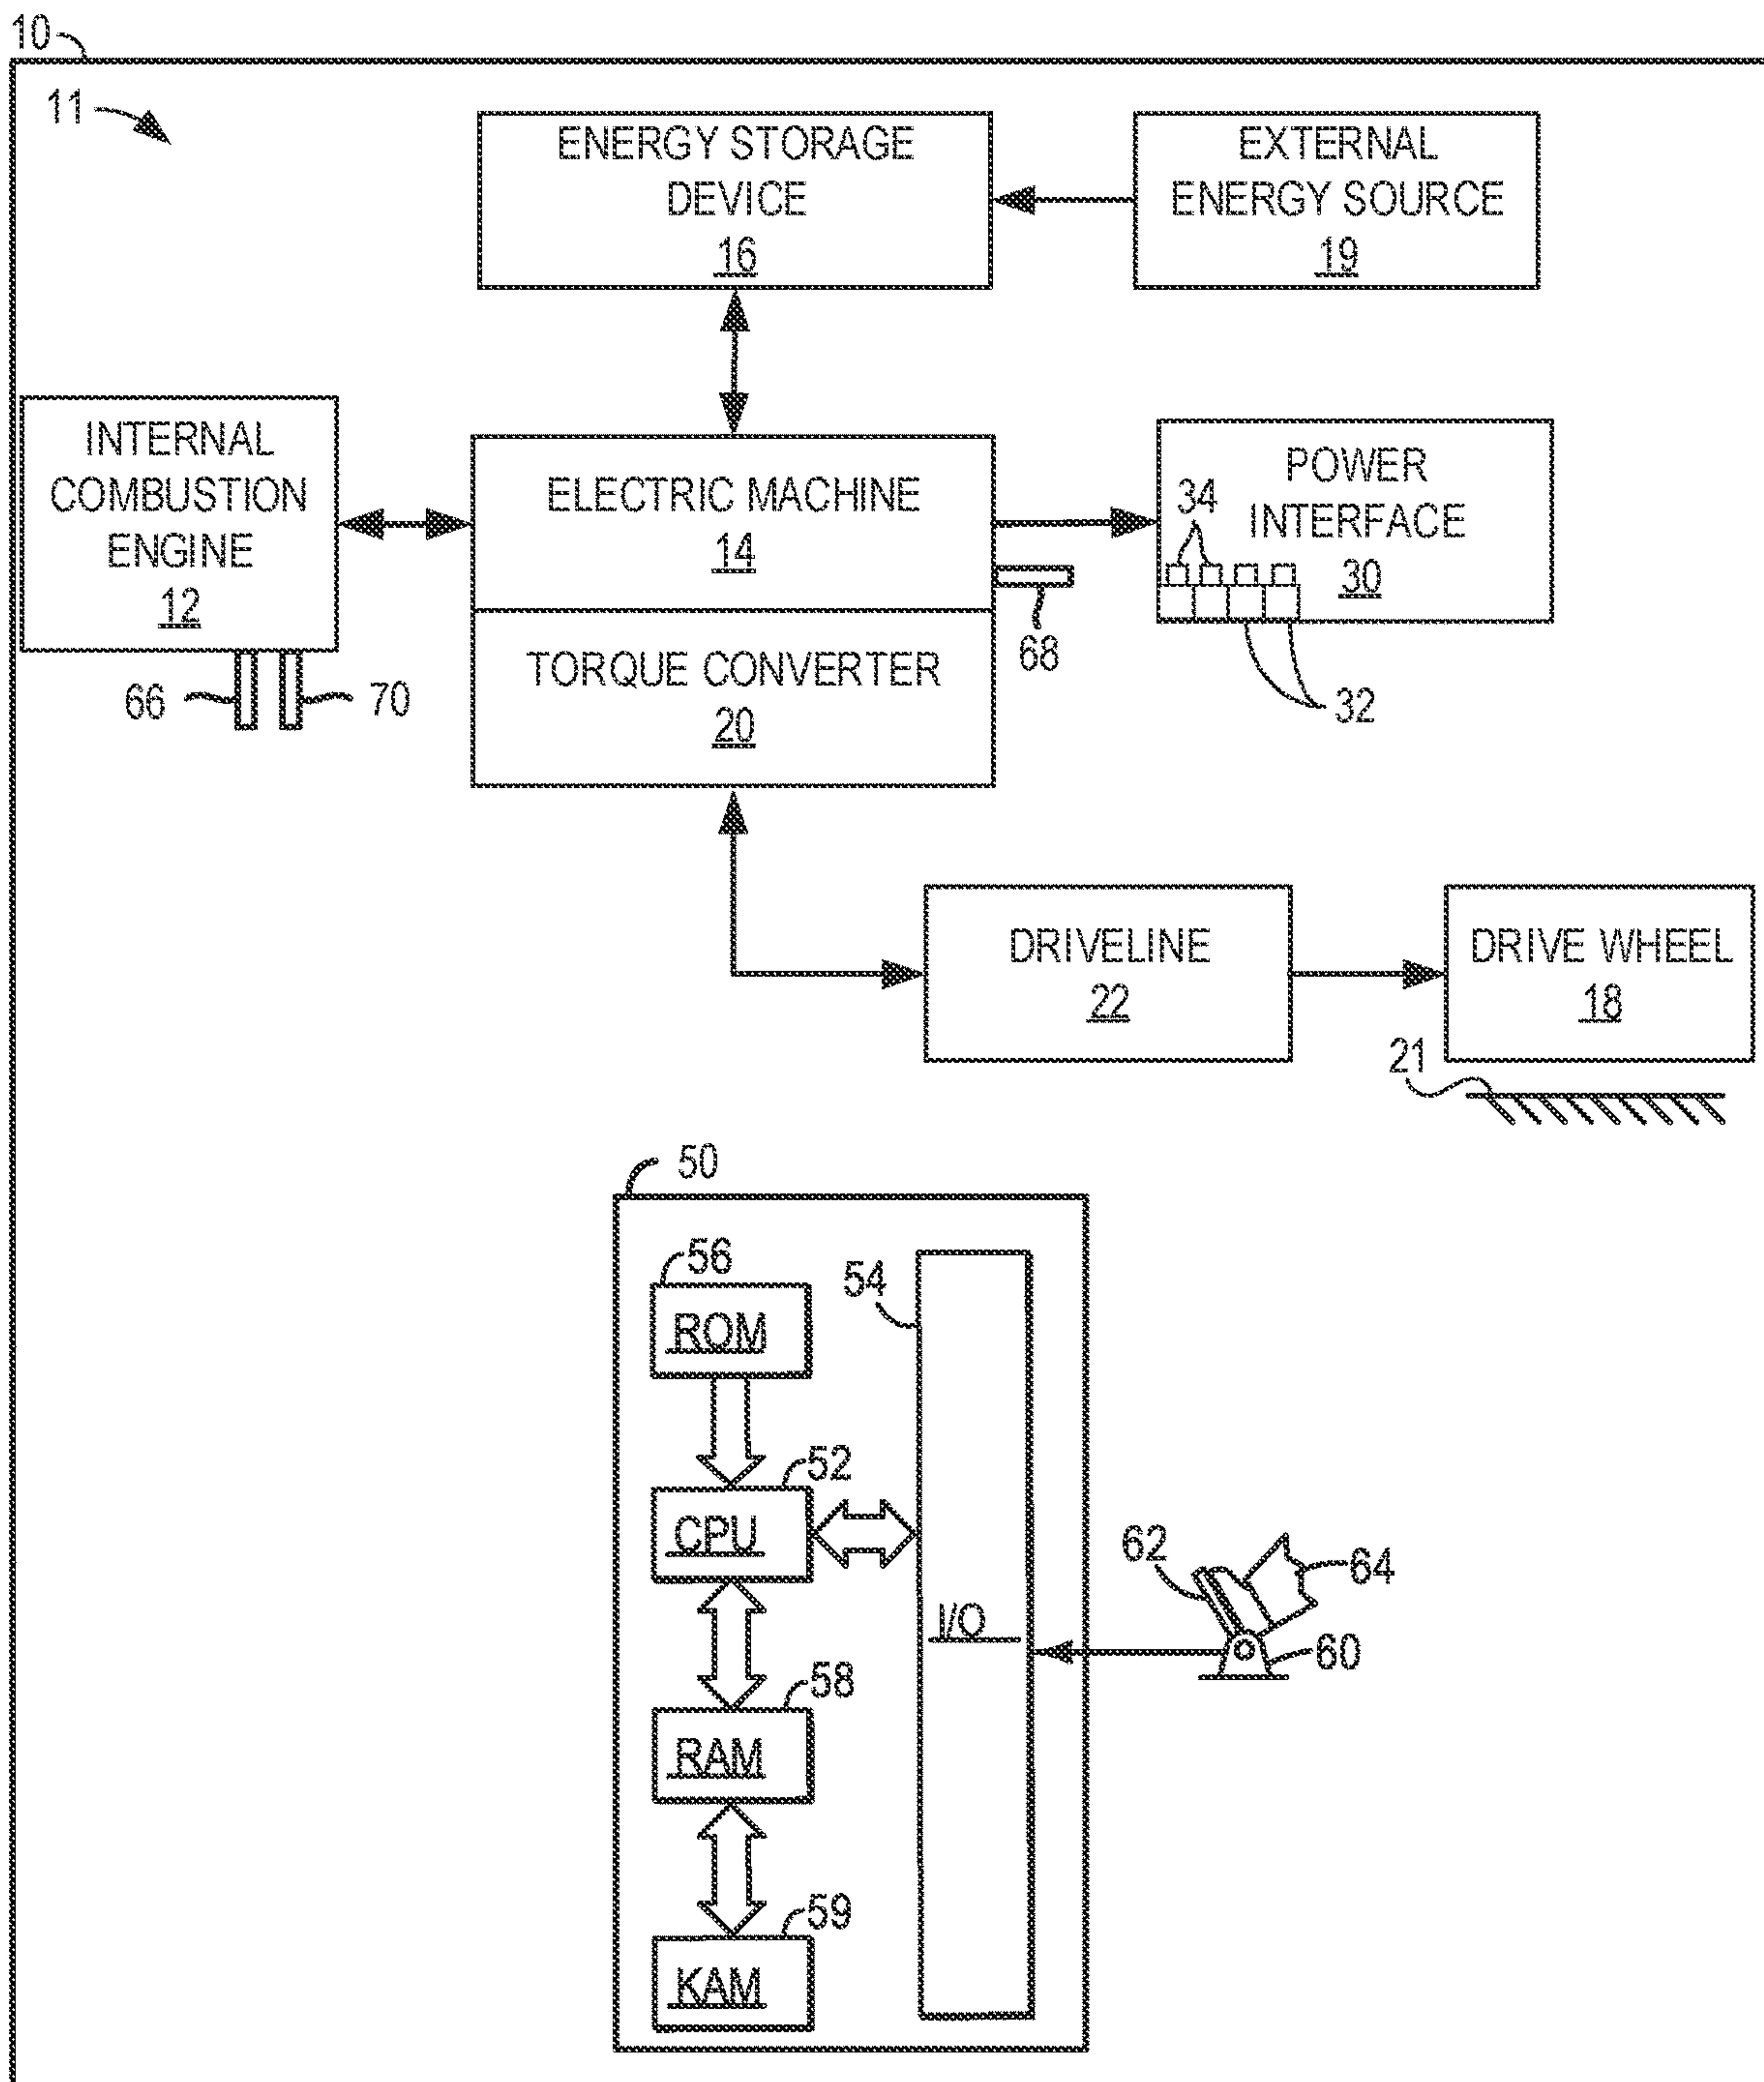 10
11
ENERGY STORAGE
DEVICE
16
EXTERNAL
ENERGY SOURCE
19
INTERNAL
COMBUSTION
ENGINE
12
ELECTRIC MACHINE
14
POWER
INTERFACE
30
34
32
68
66
70
TORQUE CONVERTER
20
DRIVELINE
22
DRIVE WHEEL
18
21
50
56
ROM
54
52
CPU
I/O
62
64
60
58
RAM
59
KAM